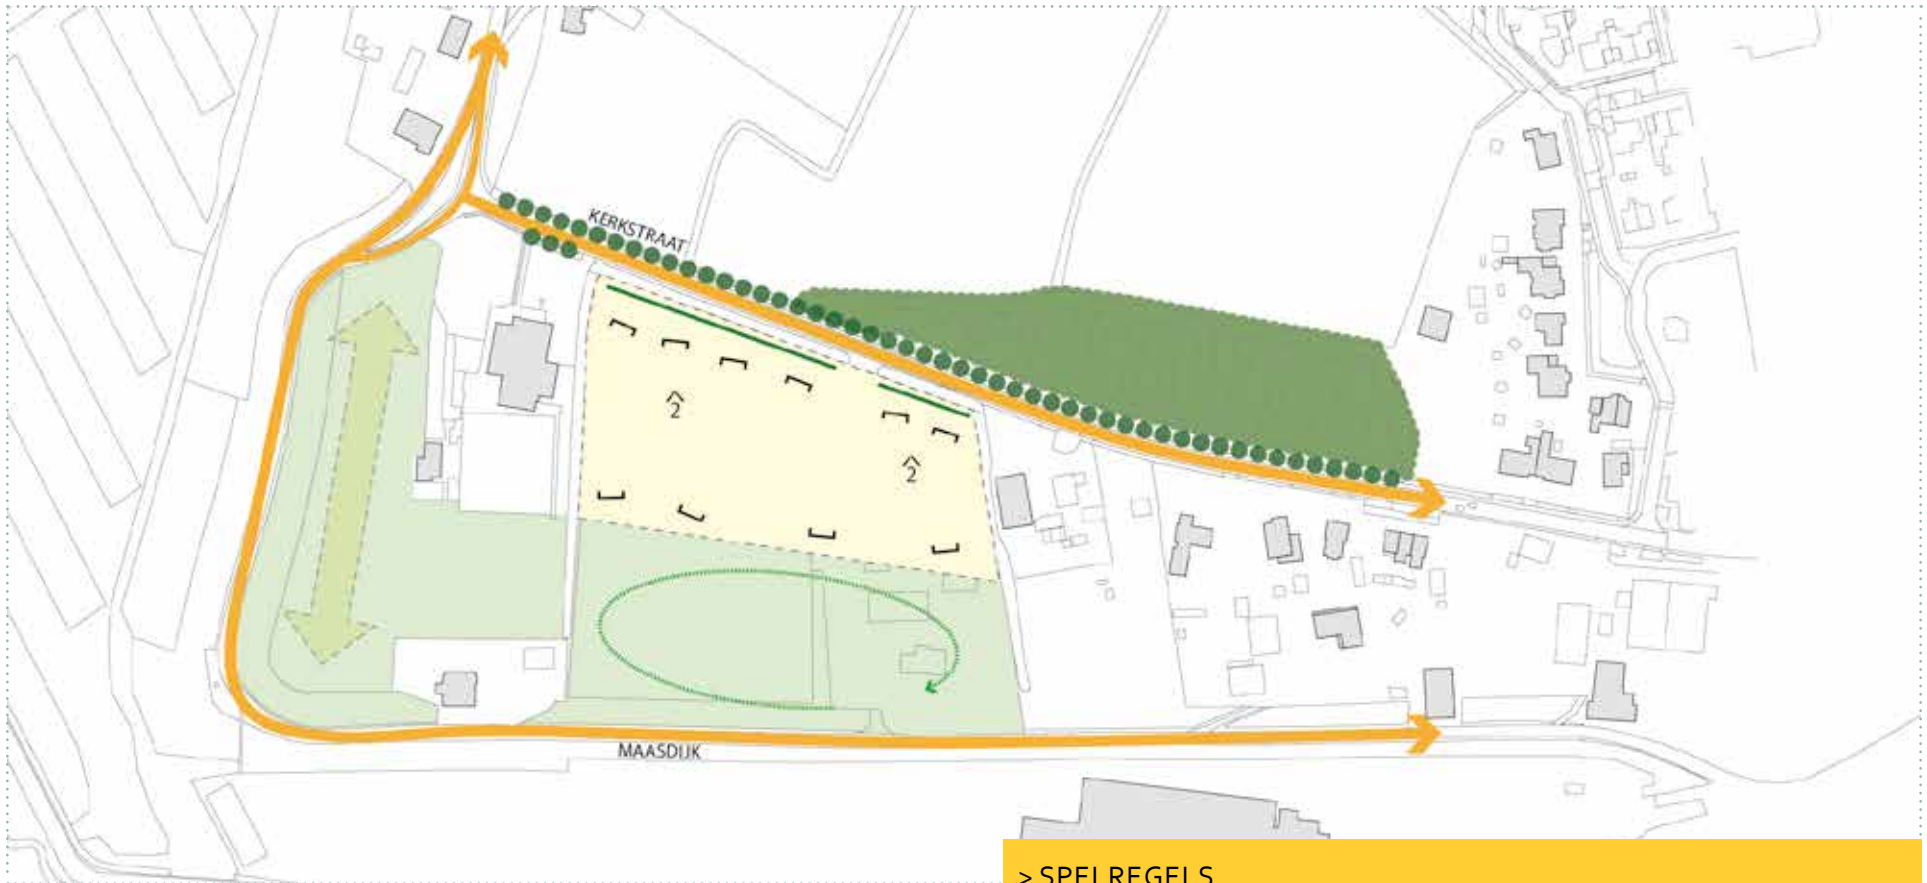 KERKSTRAAT
2
2
MAASDIJK
> SPELREGELS